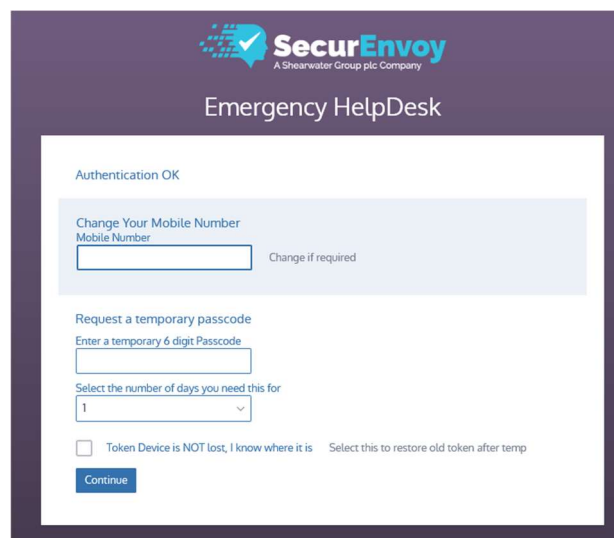 SecurEnvoy
A Shearwater Group plc Company
Emergency HelpDesk
Authentication OK
Change Your Mobile Number
Mobile Number
Change if required
Request a temporary passcode
Enter a temporary 6 digit Passcode
Select the number of days you need this for
1
Token Device is NOT lost, I know where it is Select this to restore old token after temp
Continue